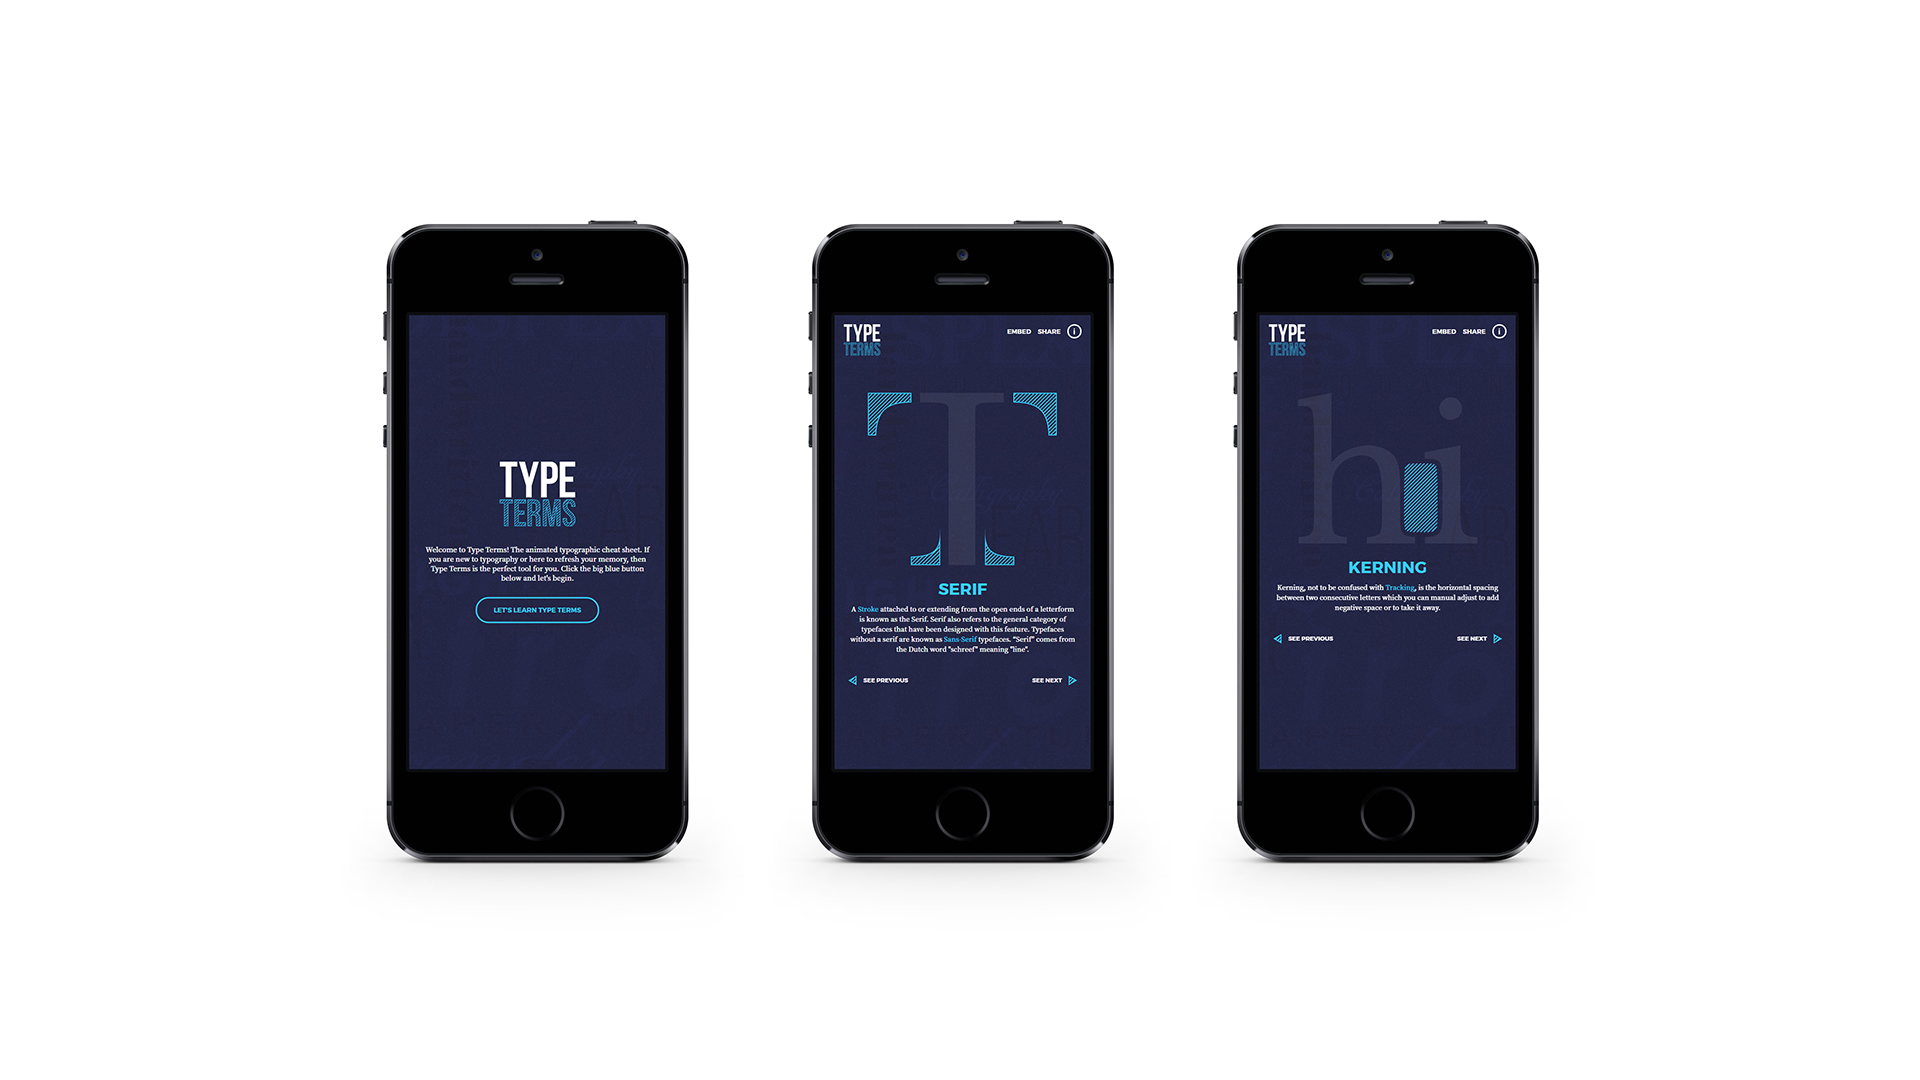 TYPE
TERMS
Welcome to Type Terms! The animated typographic cheat sheet. If
you are new to typography or here to refresh your memory, then
Type Terms is the perfect tool for you. Click the big blue button
below and let's begin.
LET'S LEARN TYPE TERMS
TYPE
TERMS
EMBED SHARE i
T
SERIF
A Stroke attached to or extending from the open ends of a letterform
is known as the Serif. Serif also refers to the general category of
typefaces that have been designed with this feature. Typefaces
without a serif are known as Sans-Serif typefaces. "Serif" comes from
the Dutch word "schreef" meaning "line".
SEE PREVIOUS SEE NEXT
TYPE
TERMS
EMBED SHARE i
hi
KERNING
Kerning, not to be confused with Tracking, is the horizontal spacing
between two consecutive letters which you can manual adjust to add
negative space or to take it away.
SEE PREVIOUS SEE NEXT